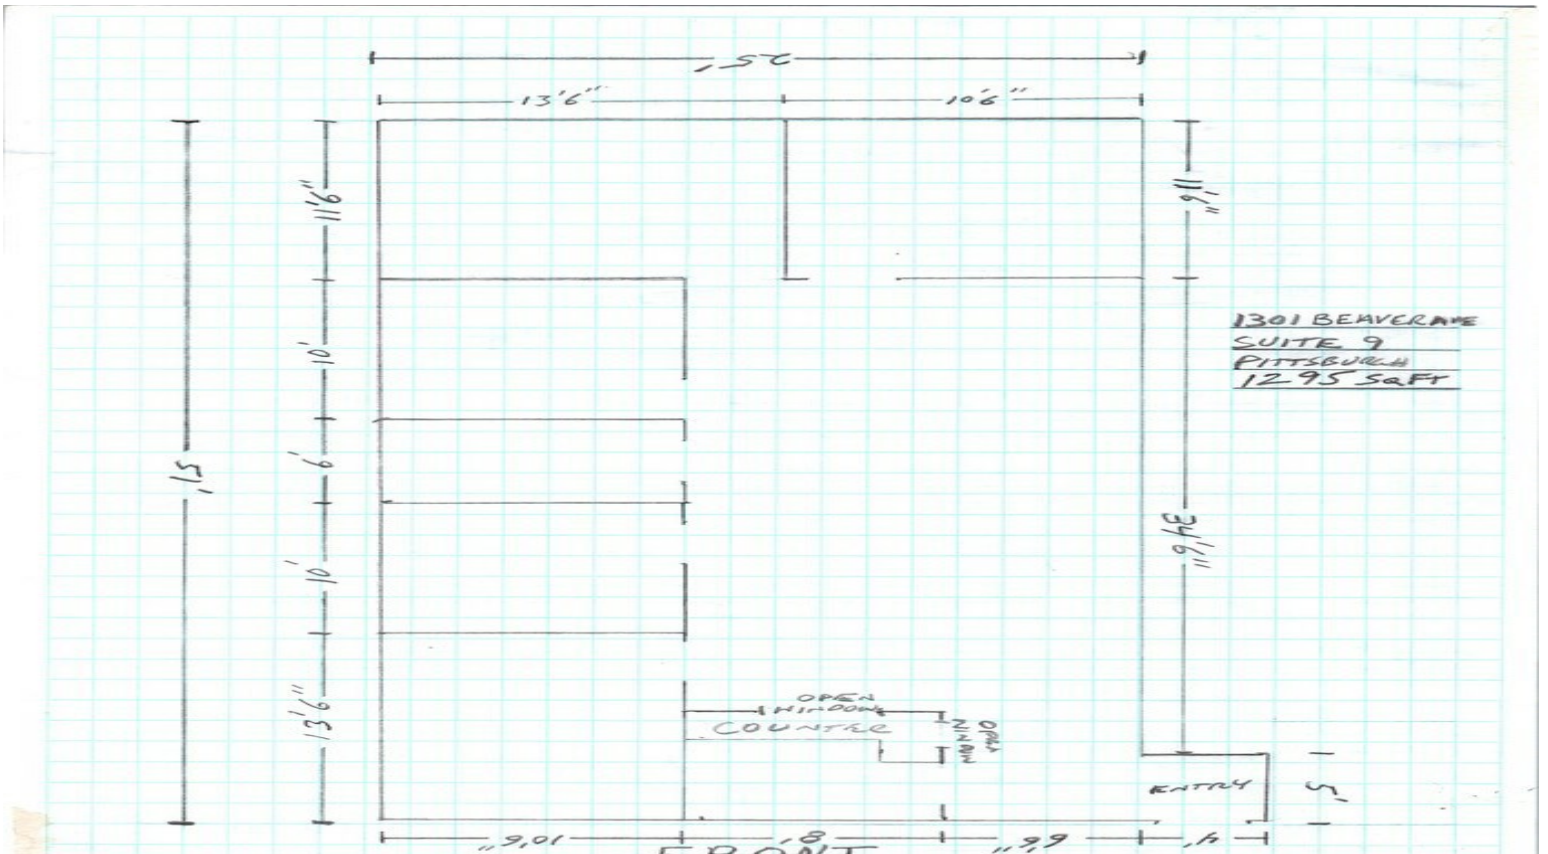 25'
13'6"
10'6"
11'6"
11'6"
1301 BEAVER AVE
SUITE 9
PITTSBURGH
1295 SQ FT
10'
6'
51'
34'6"
10'
13'6"
OPEN
WINDOW
COUNTER
OPEN
WINDOW
ENTRY
5'
10'6"
8'
6'6"
4'
FRONT